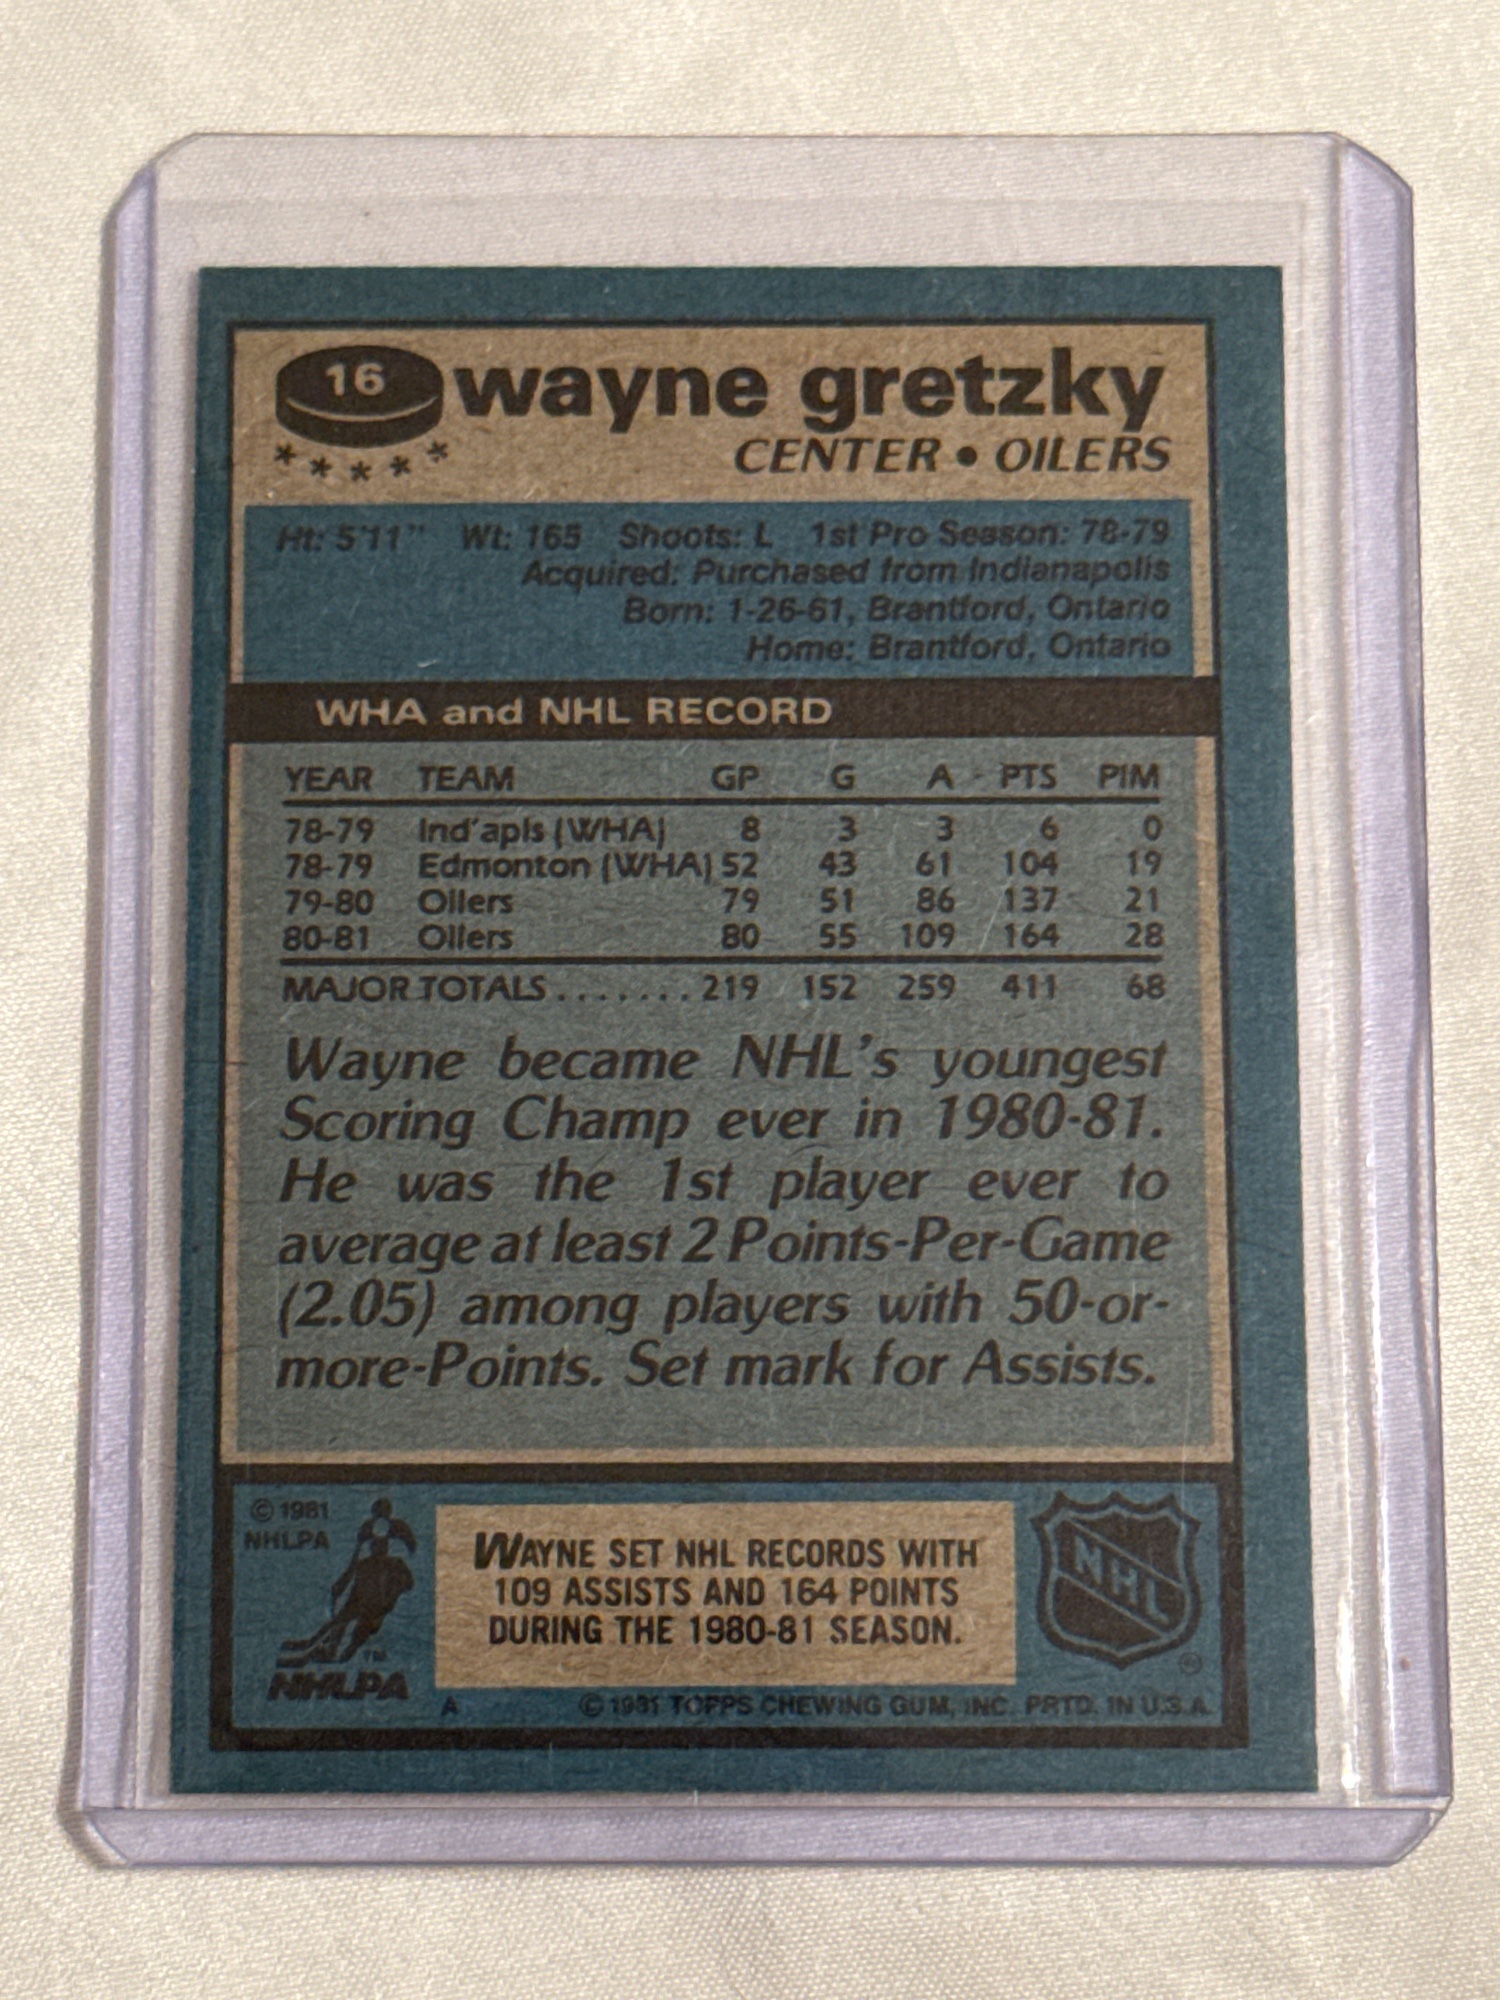 16 wayne gretzky
* * * * *
CENTER • OILERS
Ht: 5'11" Wt: 165 Shoots: L 1st Pro Season: 78-79
Acquired: Purchased from Indianapolis
Born: 1-26-61, Brantford, Ontario
Home: Brantford, Ontario
WHA and NHL RECORD
YEAR TEAM GP G A PTS PIM
78-79 Ind'apls (WHA) 8 3 3 6 0
78-79 Edmonton (WHA) 52 43 61 104 19
79-80 Oilers 79 51 86 137 21
80-81 Oilers 80 55 109 164 28
MAJOR TOTALS ....... 219 152 259 411 68
Wayne became NHL's youngest
Scoring Champ ever in 1980-81.
He was the 1st player ever to
average at least 2 Points-Per-Game
(2.05) among players with 50-or-
more-Points. Set mark for Assists.
© 1981
NHLPA
TM
NHLPA
WAYNE SET NHL RECORDS WITH
109 ASSISTS AND 164 POINTS
DURING THE 1980-81 SEASON.
NHL
A © 1981 TOPPS CHEWING GUM, INC. PRTD. IN U.S.A.